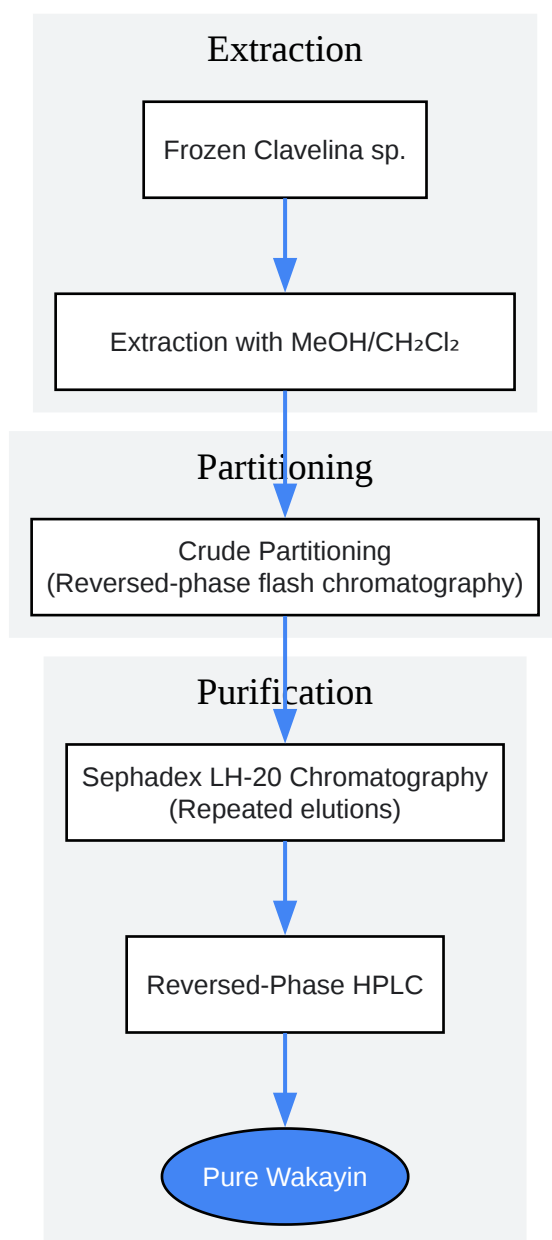 Extraction
Frozen Clavelina sp.
Extraction with MeOH/CH₂Cl₂
Partitioning
Crude Partitioning
(Reversed-phase flash chromatography)
Purification
Sephadex LH-20 Chromatography
(Repeated elutions)
Reversed-Phase HPLC
Pure Wakayin